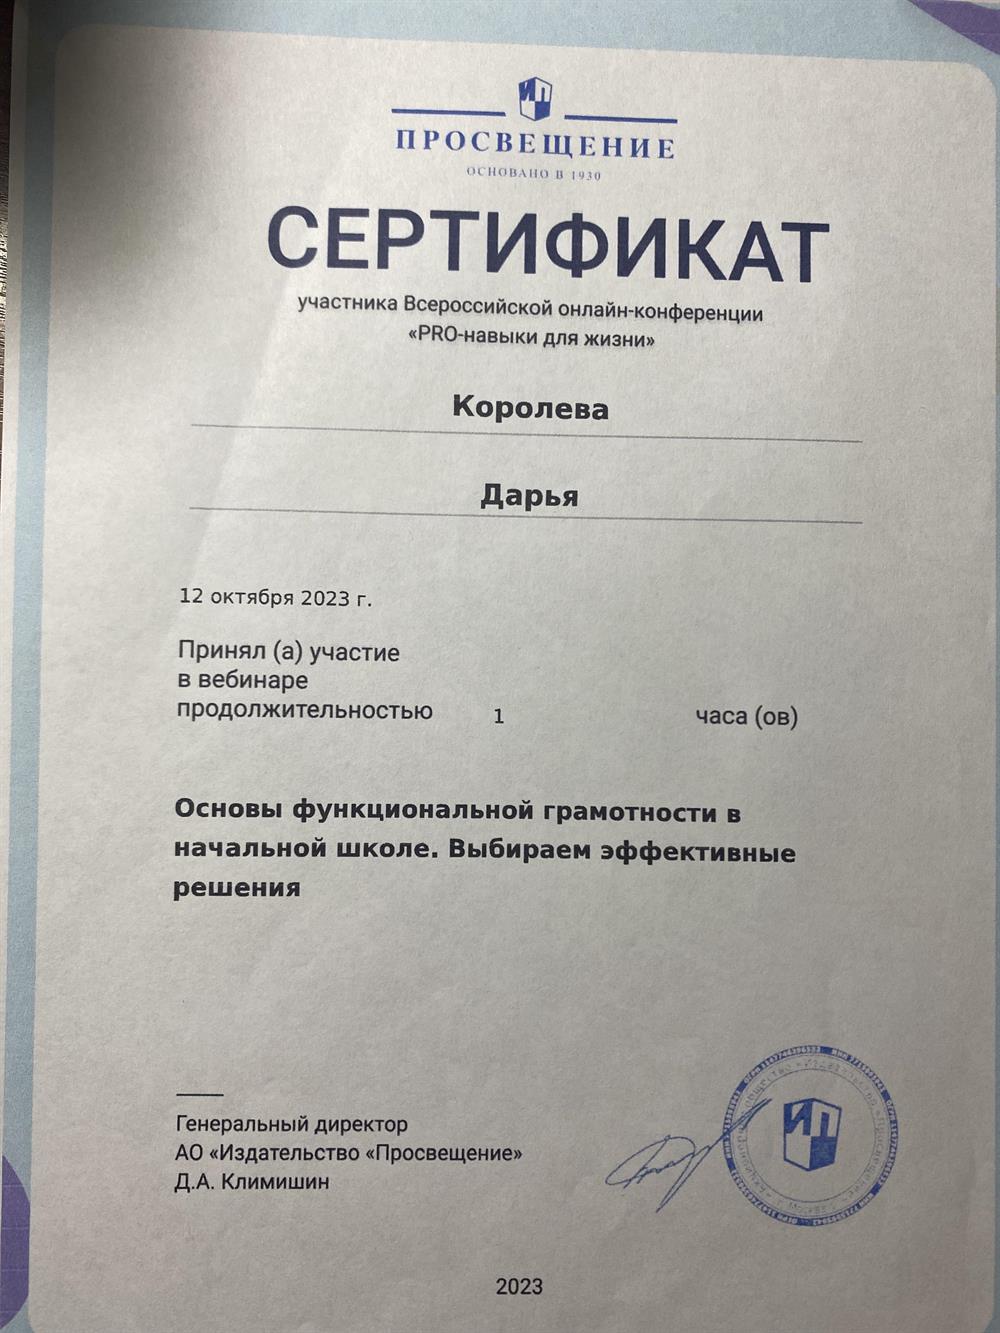 ИП
ПРОСВЕЩЕНИЕ
ОСНОВАНО В 1930
СЕРТИФИКАТ
участника Всероссийской онлайн-конференции
«PRO-навыки для жизни»
Королева
Дарья
12 октября 2023 г.
Принял (а) участие
в вебинаре
продолжительностью 1 часа (ов)
Основы функциональной грамотности в
начальной школе. Выбираем эффективные
решения
Генеральный директор
АО «Издательство «Просвещение»
Д.А. Климишин
ИП
2023